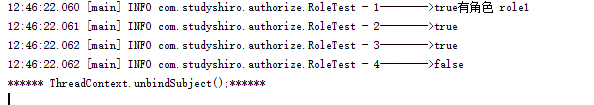 12:46:22.060 [main] INFO com.studyshiro.authorize.RoleTest - 1-------->true有角色 role1
12:46:22.061 [main] INFO com.studyshiro.authorize.RoleTest - 2-------->true
12:46:22.062 [main] INFO com.studyshiro.authorize.RoleTest - 3-------->true
12:46:22.062 [main] INFO com.studyshiro.authorize.RoleTest - 4-------->false
****** ThreadContext.unbindSubject();******